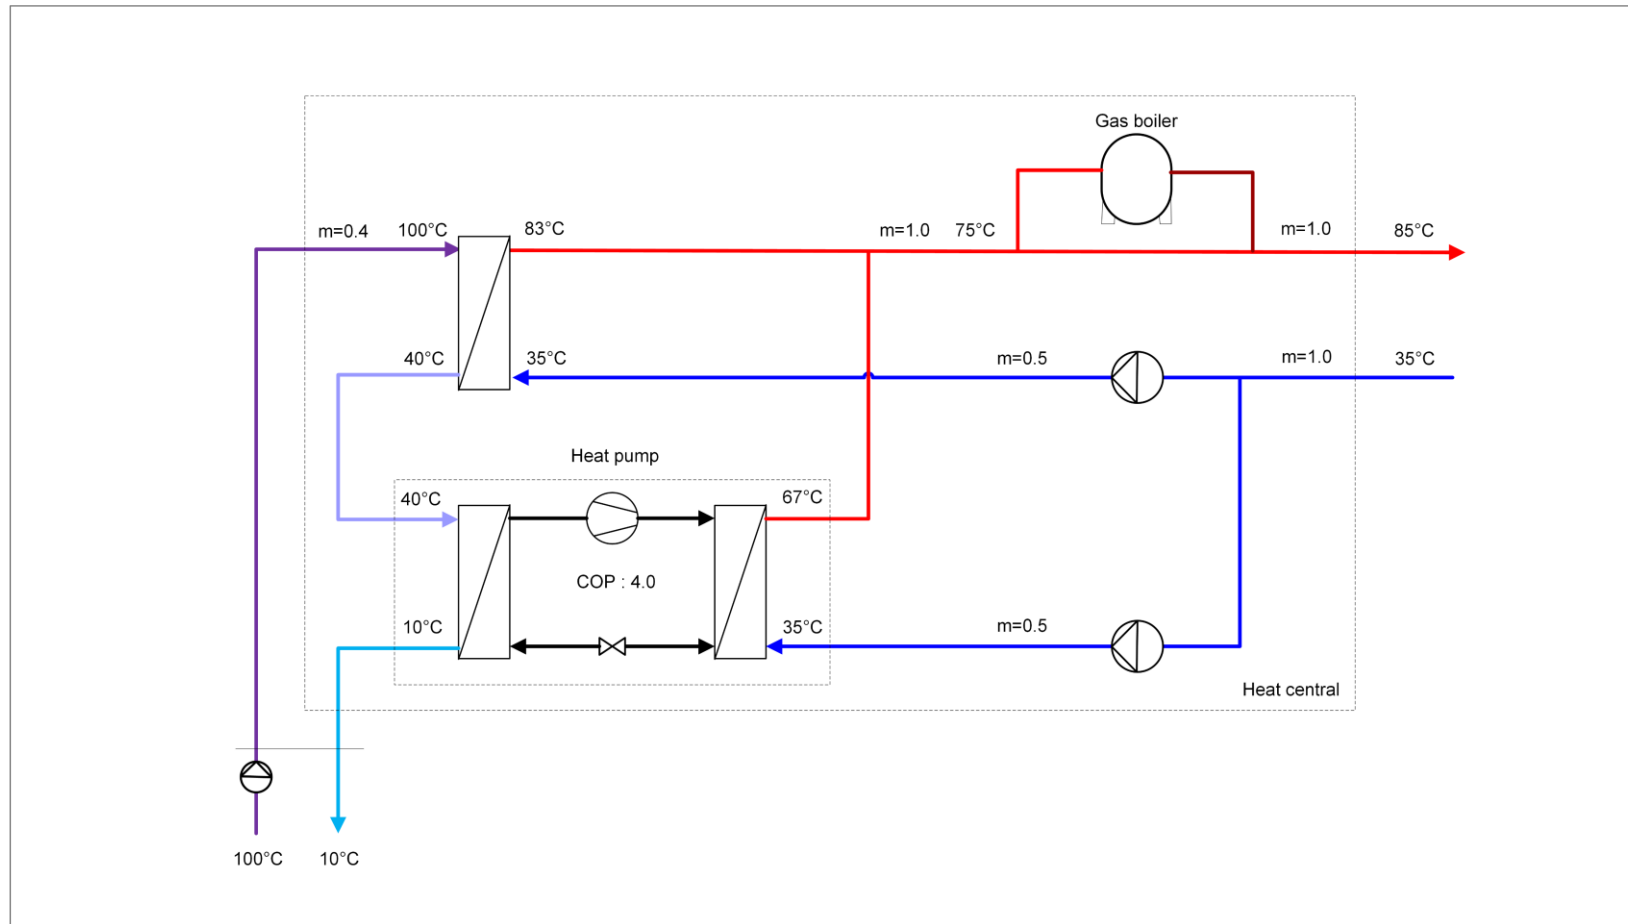 Gas boiler
m=0.4
100°C
83°C
m=1.0
75°C
m=1.0
85°C
40°C
35°C
m=0.5
m=1.0
35°C
Heat pump
40°C
67°C
COP : 4.0
10°C
35°C
m=0.5
Heat central
100°C
10°C